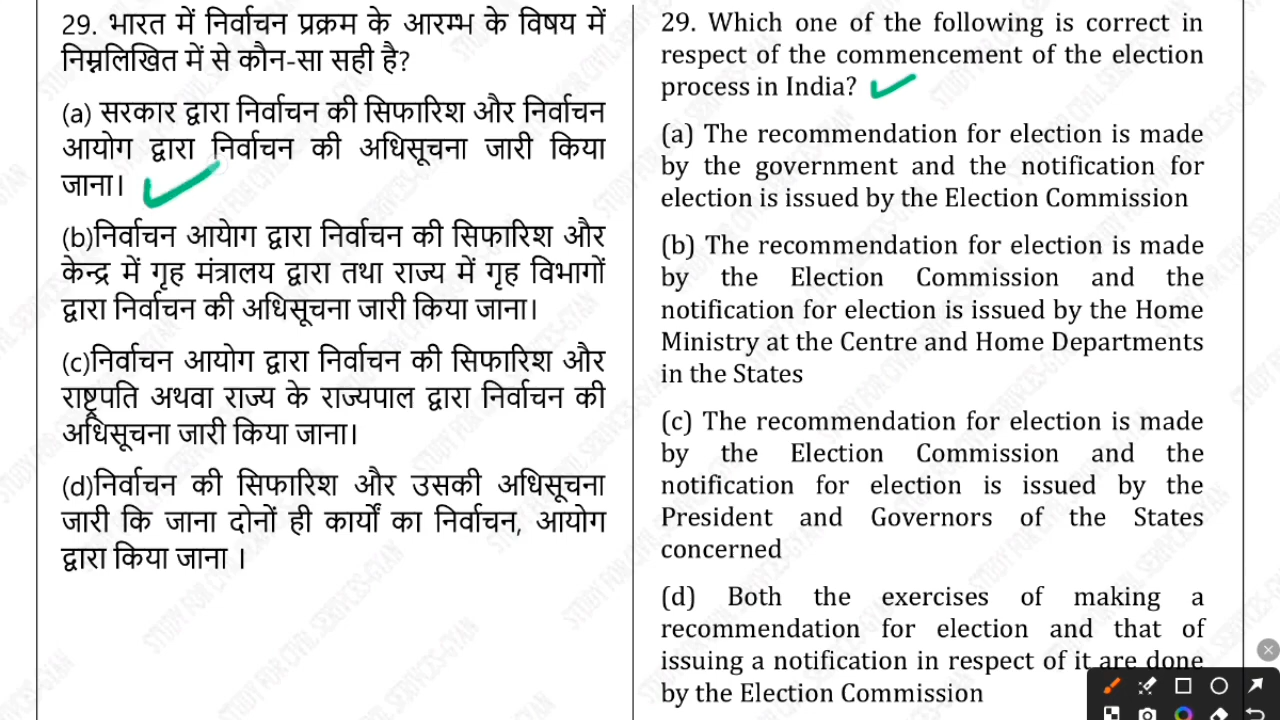 29. भारत में निर्वाचन प्रक्रम के आरम्भ के विषय में
निम्नलिखित में से कौन-सा सही है?
(a) सरकार द्वारा निर्वाचन की सिफारिश और निर्वाचन
आयोग द्वारा निर्वाचन की अधिसूचना जारी किया
जाना।
(b)निर्वाचन आयेाग द्वारा निर्वाचन की सिफारिश और
केन्द्र में गृह मंत्रालय द्वारा तथा राज्य में गृह विभागों
द्वारा निर्वाचन की अधिसूचना जारी किया जाना।
(c)निर्वाचन आयोग द्वारा निर्वाचन की सिफारिश और
राष्ट्रपति अथवा राज्य के राज्यपाल द्वारा निर्वाचन की
अधिसूचना जारी किया जाना।
(d)निर्वाचन की सिफारिश और उसकी अधिसूचना
जारी कि जाना दोनों ही कार्यों का निर्वाचन, आयोग
द्वारा किया जाना ।
29. Which one of the following is correct in
respect of the commencement of the election
process in India?
(a) The recommendation for election is made
by the government and the notification for
election is issued by the Election Commission
(b) The recommendation for election is made
by the Election Commission and the
notification for election is issued by the Home
Ministry at the Centre and Home Departments
in the States
(c) The recommendation for election is made
by the Election Commission and the
notification for election is issued by the
President and Governors of the States
concerned
(d) Both the exercises of making a
recommendation for election and that of
issuing a notification in respect of it are done
by the Election Commission